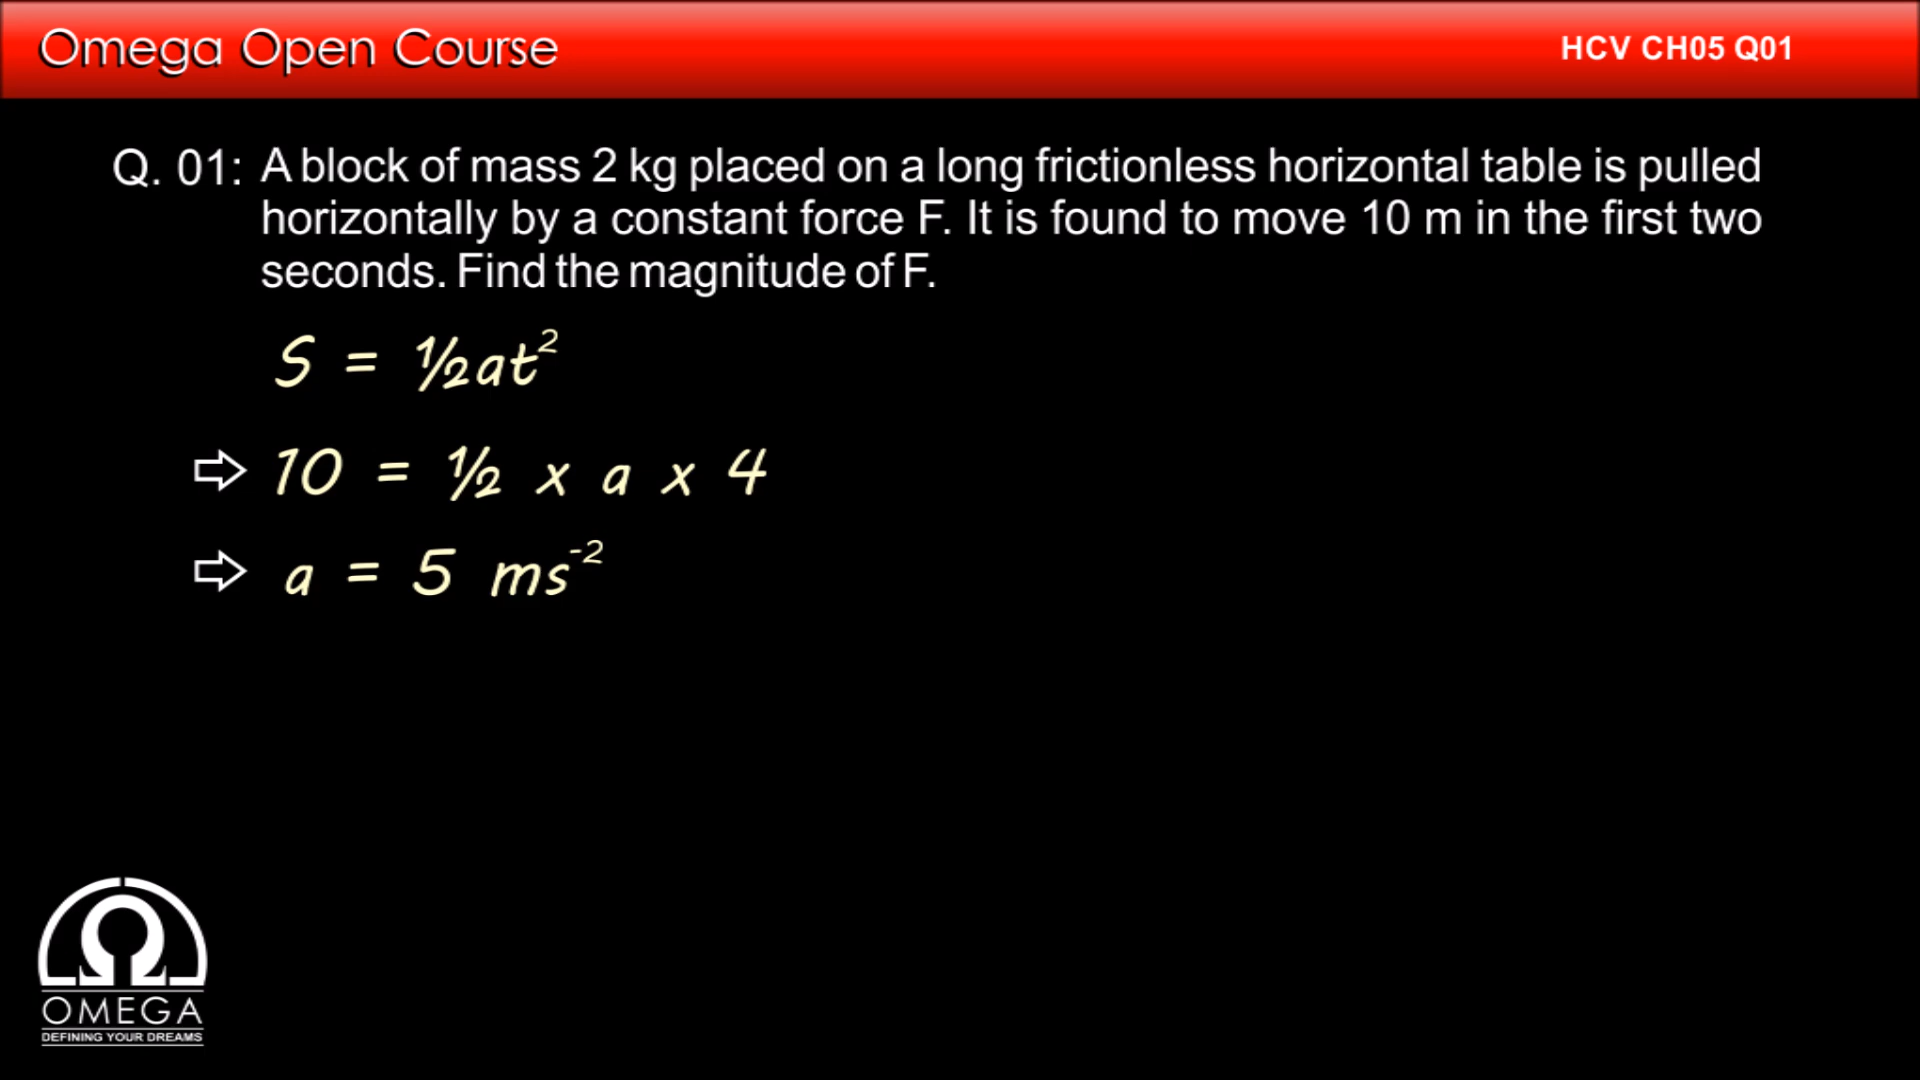 Omega Open Course
HCV CH05 Q01
Q. 01: A block of mass 2 kg placed on a long frictionless horizontal table is pulled
horizontally by a constant force F. It is found to move 10 m in the first two
seconds. Find the magnitude of F.
S = ½at²
⇨ 10 = ½ x a x 4
⇨ a = 5 ms⁻²
OMEGA
DEFINING YOUR DREAMS